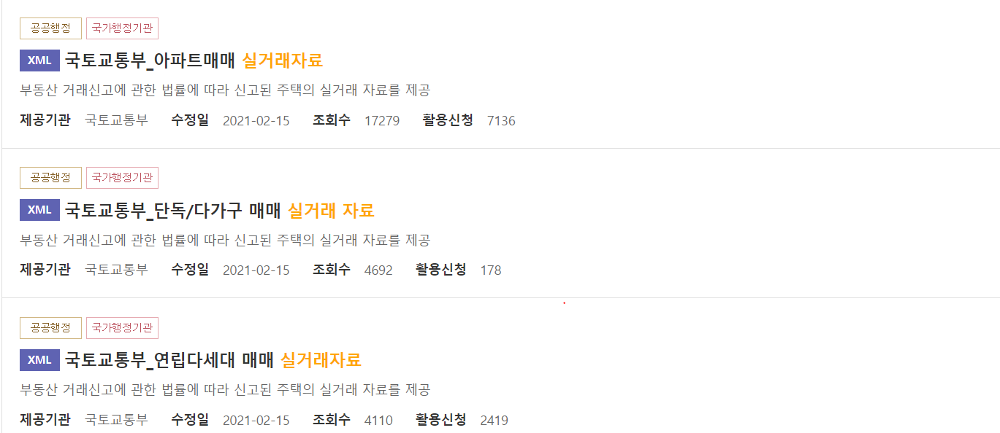 공공행정 국가행정기관
XML 국토교통부_아파트매매 실거래자료
부동산 거래신고에 관한 법률에 따라 신고된 주택의 실거래 자료를 제공
제공기관 국토교통부 수정일 2021-02-15 조회수 17279 활용신청 7136
공공행정 국가행정기관
XML 국토교통부_단독/다가구 매매 실거래 자료
부동산 거래신고에 관한 법률에 따라 신고된 주택의 실거래 자료를 제공
제공기관 국토교통부 수정일 2021-02-15 조회수 4692 활용신청 178
공공행정 국가행정기관
XML 국토교통부_연립다세대 매매 실거래자료
부동산 거래신고에 관한 법률에 따라 신고된 주택의 실거래 자료를 제공
제공기관 국토교통부 수정일 2021-02-15 조회수 4110 활용신청 2419